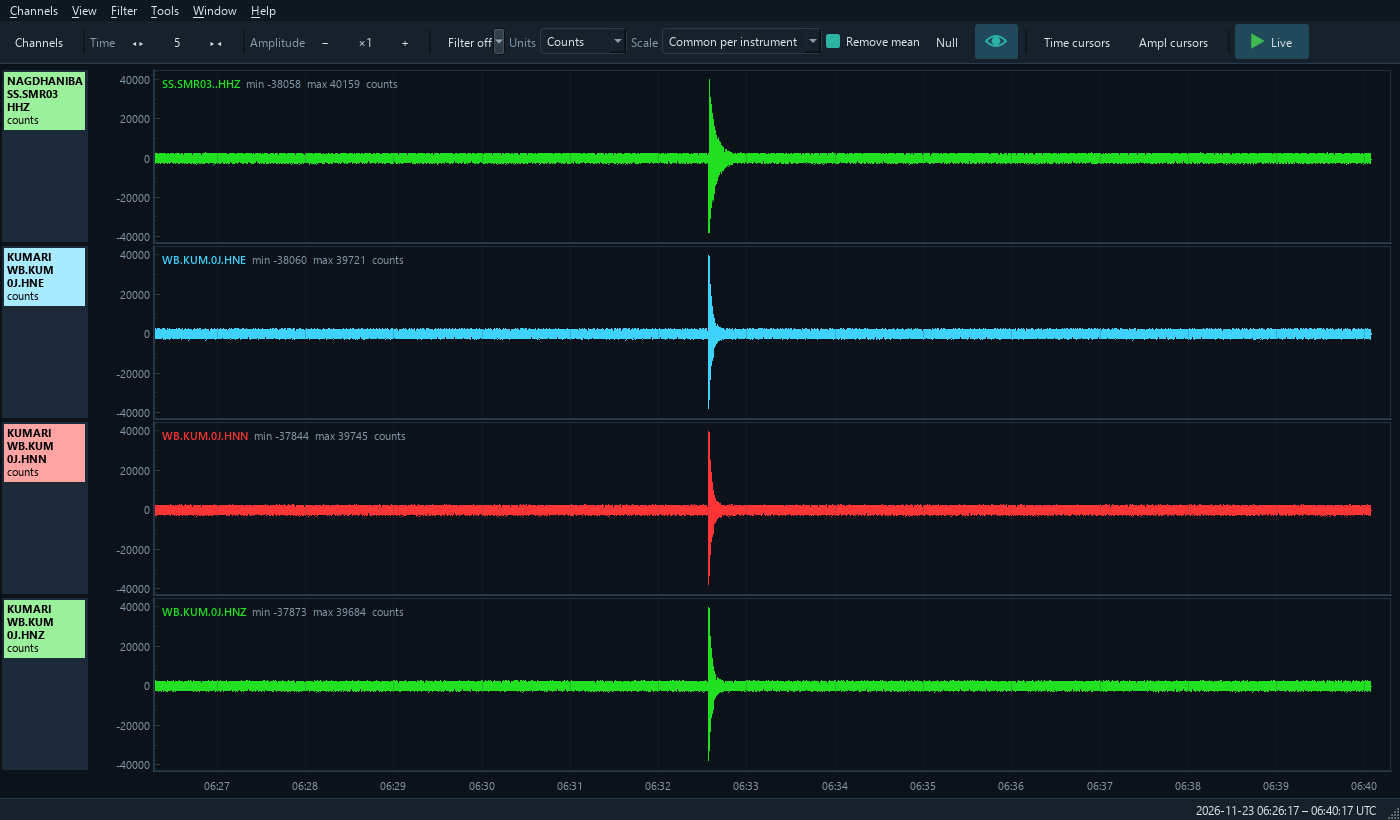 Channels View Filter Tools Window Help
Channels Time 5 Amplitude − ×1 + Filter off Units Counts Scale Common per instrument Remove mean Null Time cursors Ampl cursors Live
NAGDHANIBA
SS.SMR03
HHZ
counts
SS.SMR03..HHZ min -38058 max 40159 counts
40000
20000
0
-20000
-40000
KUMARI
WB.KUM
0J.HNE
counts
WB.KUM.0J.HNE min -38060 max 39721 counts
40000
20000
0
-20000
-40000
KUMARI
WB.KUM
0J.HNN
counts
WB.KUM.0J.HNN min -37844 max 39745 counts
40000
20000
0
-20000
-40000
KUMARI
WB.KUM
0J.HNZ
counts
WB.KUM.0J.HNZ min -37873 max 39684 counts
40000
20000
0
-20000
-40000
06:27 06:28 06:29 06:30 06:31 06:32 06:33 06:34 06:35 06:36 06:37 06:38 06:39 06:40
2026-11-23 06:26:17 – 06:40:17 UTC